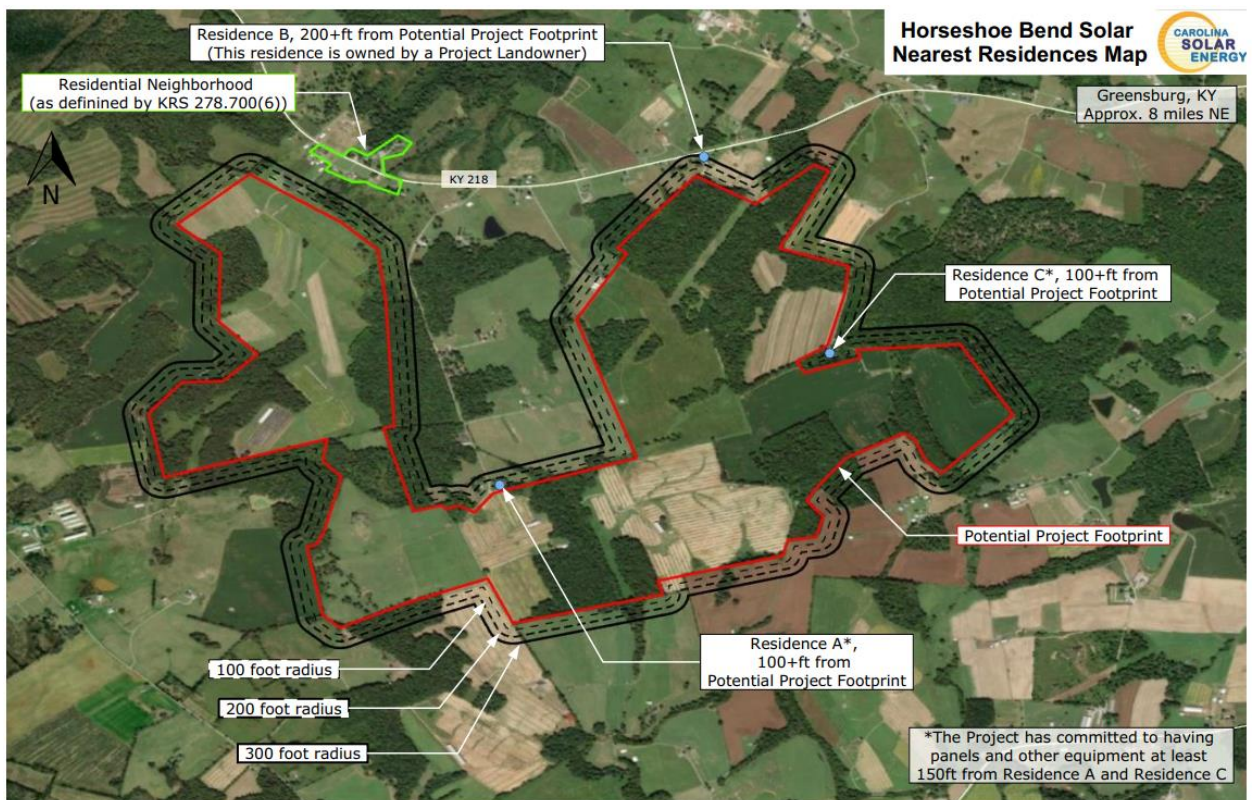 Horseshoe Bend Solar
Nearest Residences Map
CAROLINA
SOLAR
ENERGY
Greensburg, KY
Approx. 8 miles NE
Residence B, 200+ft from Potential Project Footprint
(This residence is owned by a Project Landowner)
Residential Neighborhood
(as definined by KRS 278.700(6))
N
KY 218
Residence C*, 100+ft from
Potential Project Footprint
Potential Project Footprint
Residence A*,
100+ft from
Potential Project Footprint
100 foot radius
200 foot radius
300 foot radius
*The Project has committed to having
panels and other equipment at least
150ft from Residence A and Residence C